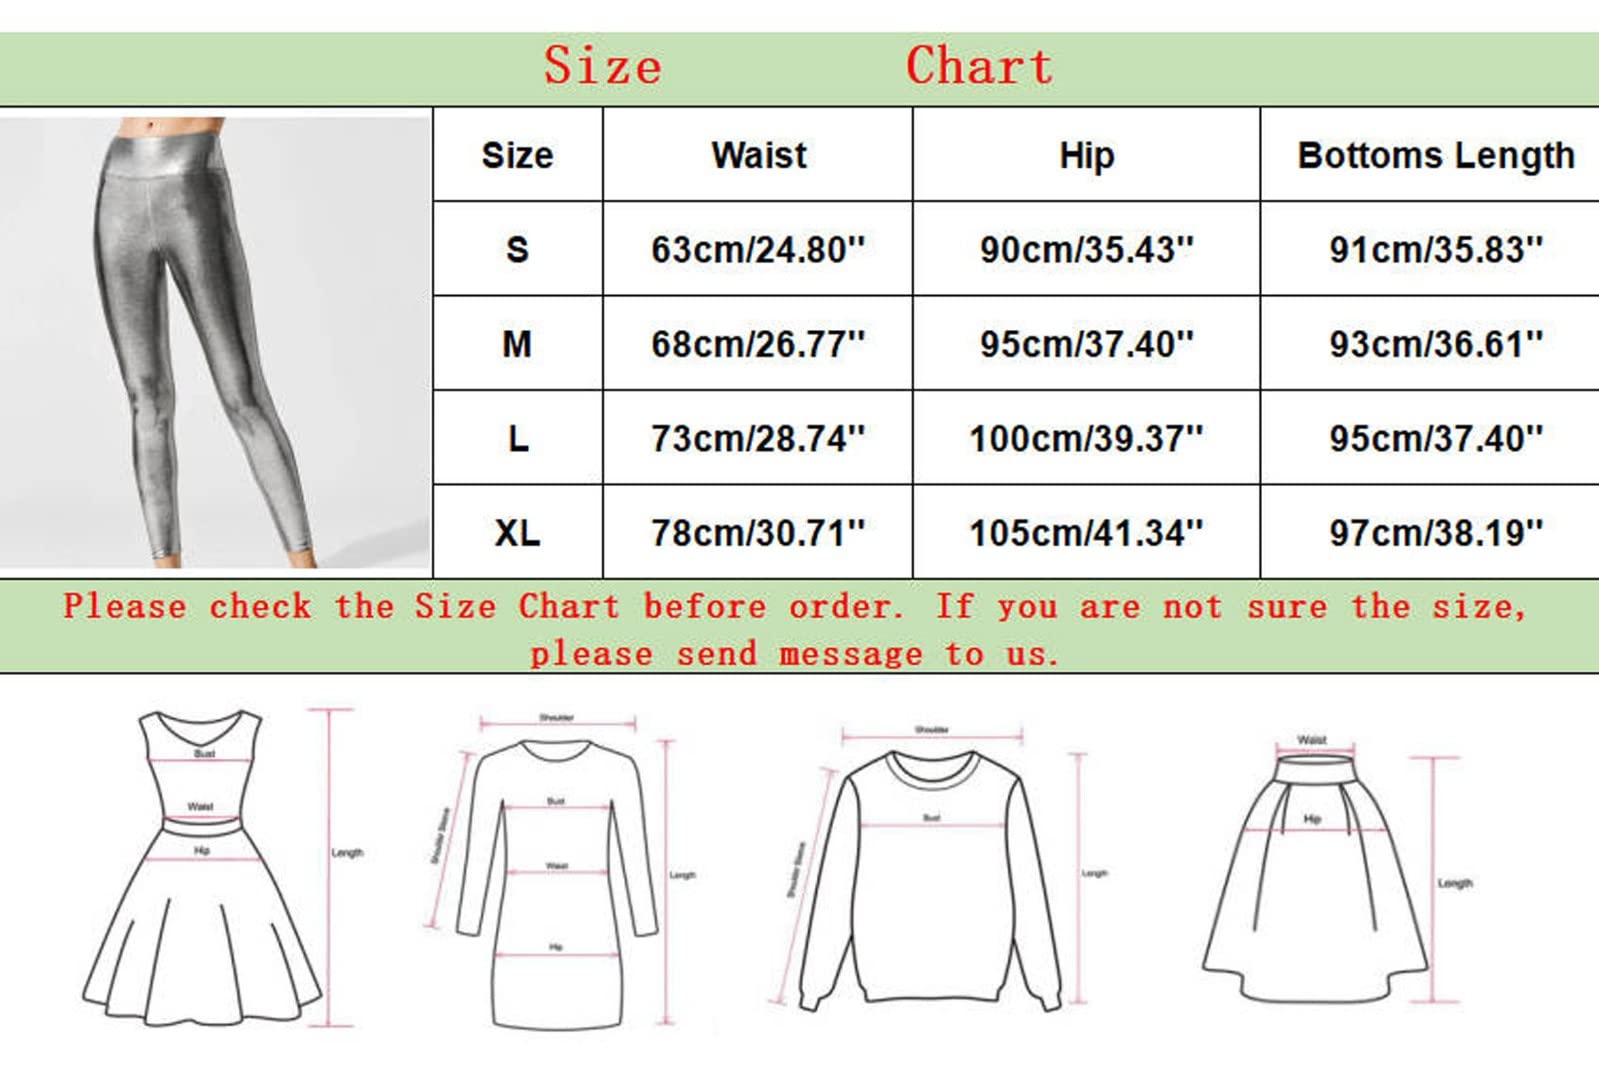 Size Chart
Size Waist Hip Bottoms Length
S 63cm/24.80'' 90cm/35.43'' 91cm/35.83''
M 68cm/26.77'' 95cm/37.40'' 93cm/36.61''
L 73cm/28.74'' 100cm/39.37'' 95cm/37.40''
XL 78cm/30.71'' 105cm/41.34'' 97cm/38.19''
Please check the Size Chart before order. If you are not sure the size,
please send message to us.
Bust
Waist
Hip
Length
Shoulder
Shoulder Sleeve
Bust
Waist
Hip
Length
Shoulder
Shoulder Sleeve
Bust
Length
Waist
Hip
Length